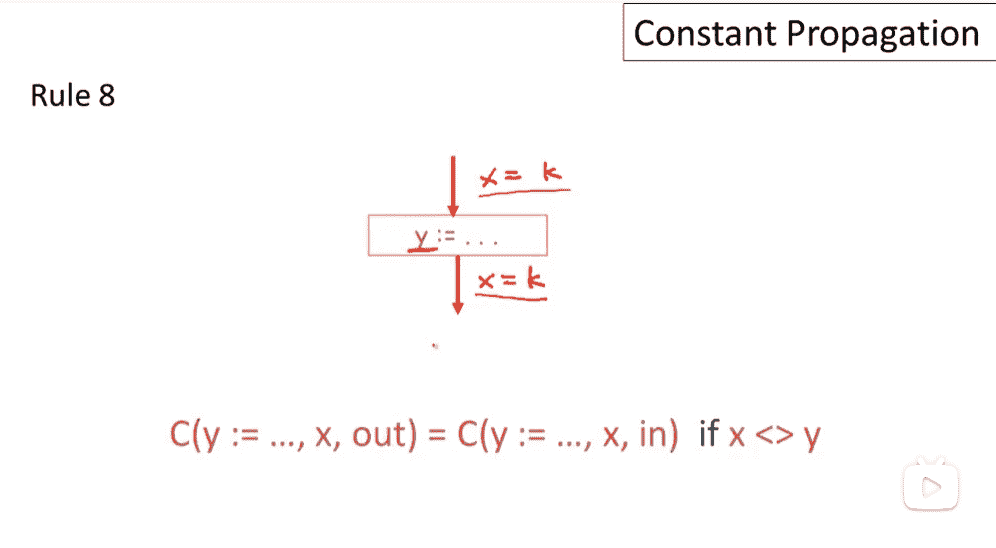 Constant Propagation
Rule 8
x = k
y := . . .
x = k
C(y := ..., x, out) = C(y := ..., x, in) if x <> y